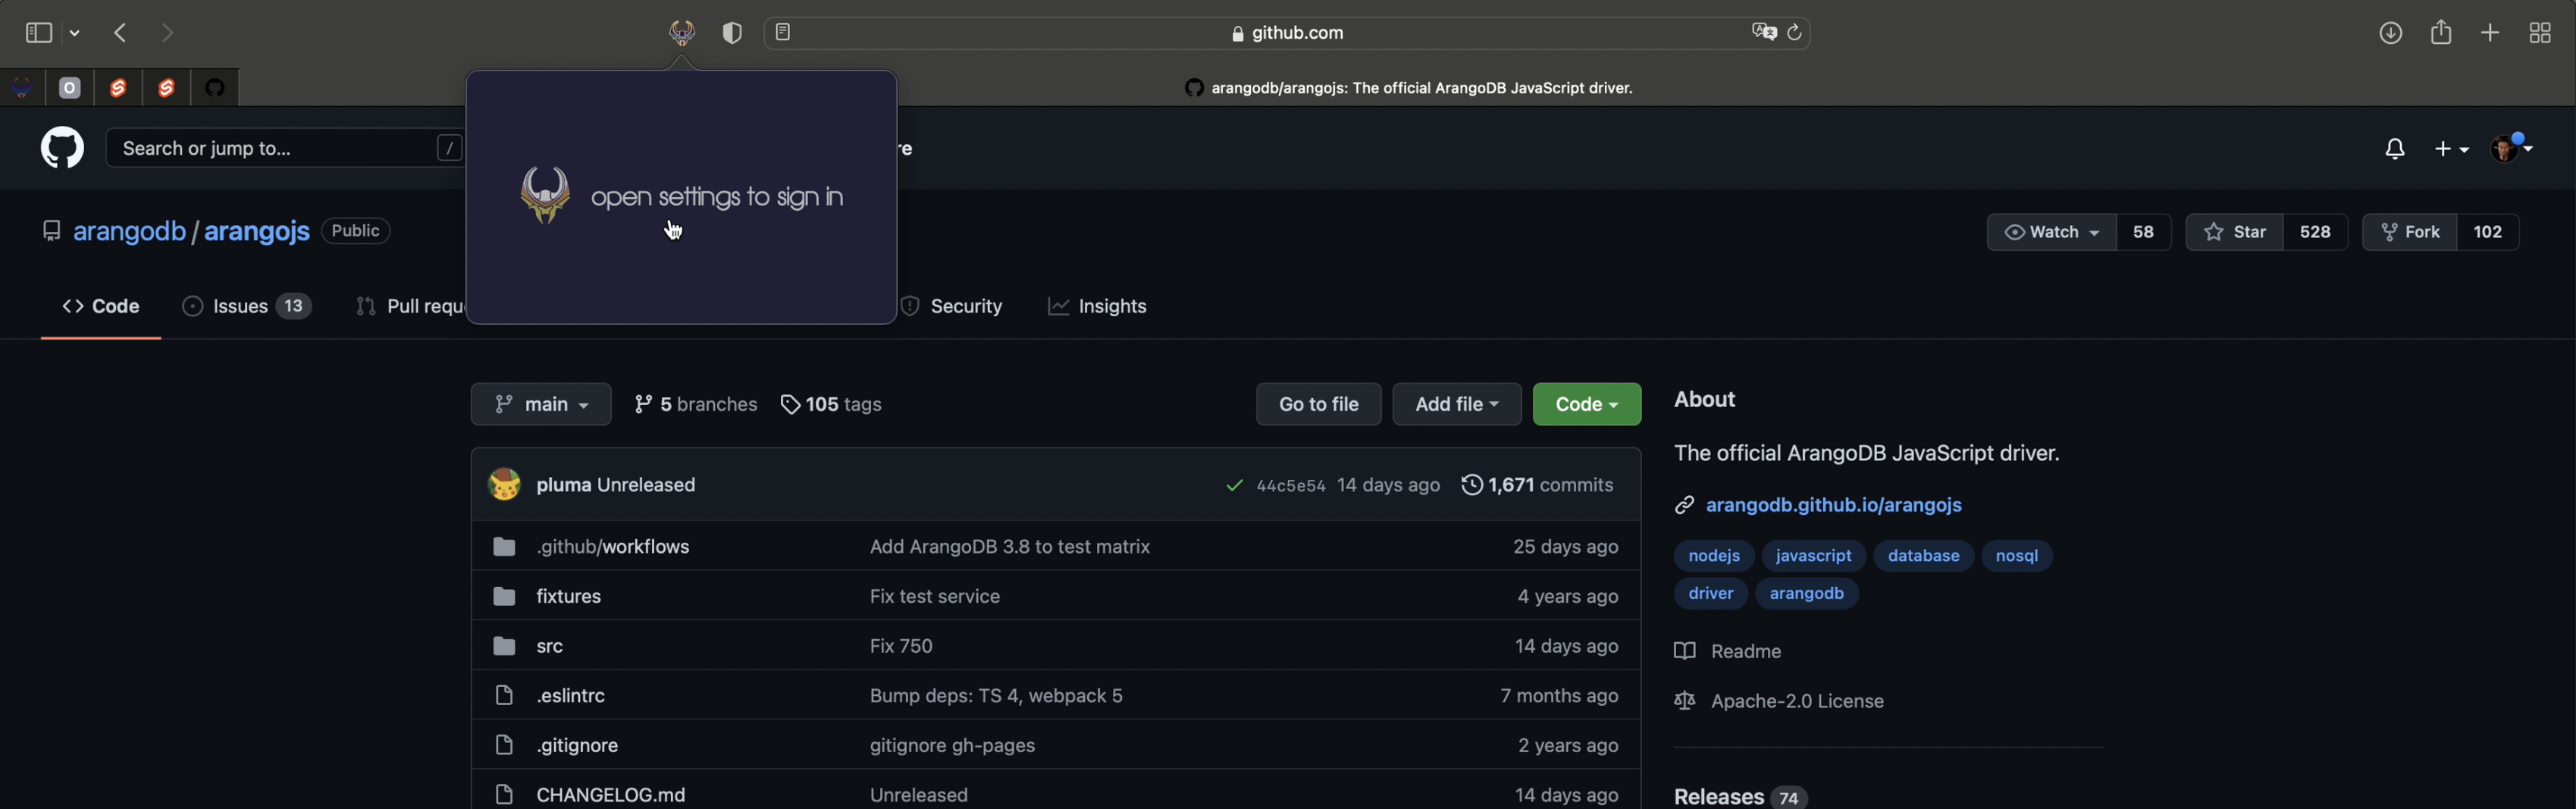 github.com
O
arangodb/arangojs: The official ArangoDB JavaScript driver.
Search or jump to... /
re
open settings to sign in
arangodb / arangojs Public
Watch 58 Star 528 Fork 102
Code Issues 13 Pull requ Security Insights
main 5 branches 105 tags Go to file Add file Code
pluma Unreleased 44c5e54 14 days ago 1,671 commits
.github/workflows Add ArangoDB 3.8 to test matrix 25 days ago
fixtures Fix test service 4 years ago
src Fix 750 14 days ago
.eslintrc Bump deps: TS 4, webpack 5 7 months ago
.gitignore gitignore gh-pages 2 years ago
CHANGELOG.md Unreleased 14 days ago
About
The official ArangoDB JavaScript driver.
arangodb.github.io/arangojs
nodejs javascript database nosql
driver arangodb
Readme
Apache-2.0 License
Releases 74